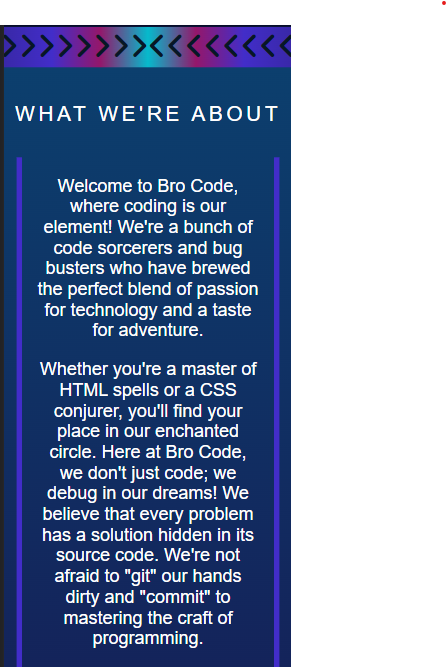 WHAT WE'RE ABOUT
Welcome to Bro Code,
where coding is our
element! We're a bunch of
code sorcerers and bug
busters who have brewed
the perfect blend of passion
for technology and a taste
for adventure.
Whether you're a master of
HTML spells or a CSS
conjurer, you'll find your
place in our enchanted
circle. Here at Bro Code,
we don't just code; we
debug in our dreams! We
believe that every problem
has a solution hidden in its
source code. We're not
afraid to "git" our hands
dirty and "commit" to
mastering the craft of
programming.